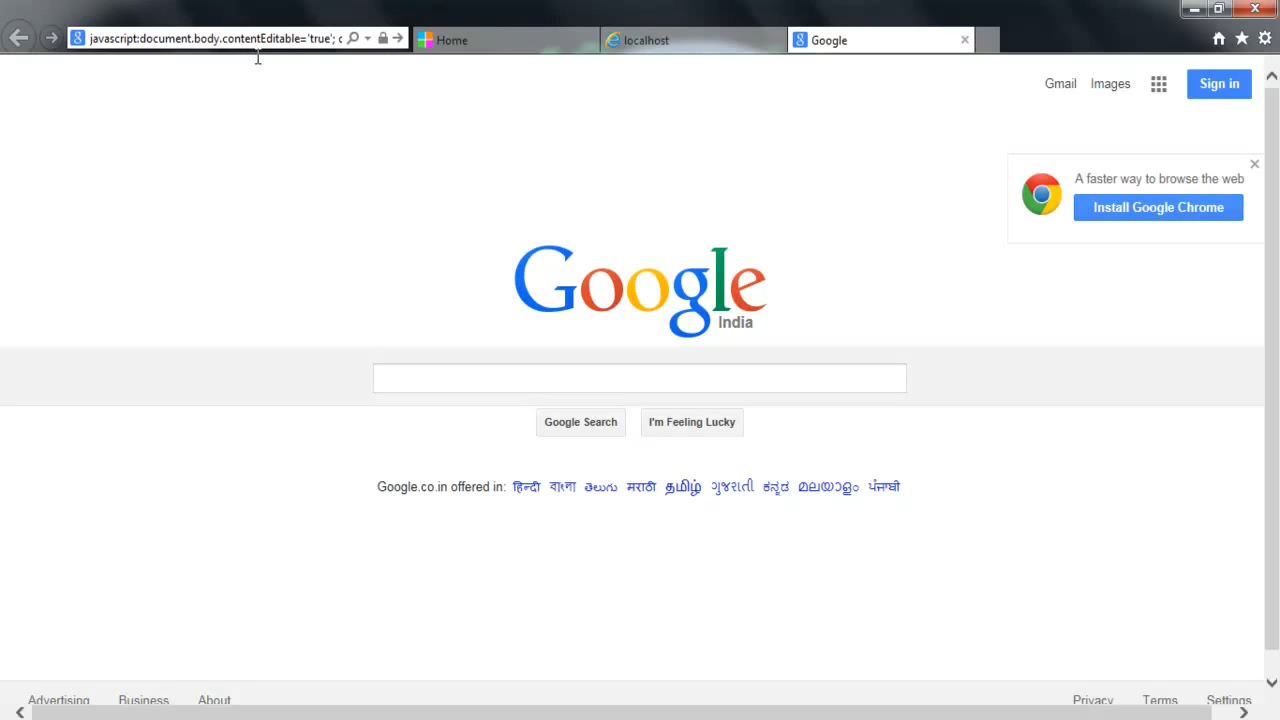 javascript:document.body.contentEditable='true'; d
Home
localhost
Google
Gmail
Images
Sign in
A faster way to browse the web
Install Google Chrome
Google
India
Google Search
I'm Feeling Lucky
Google.co.in offered in: हिन्दी বাংলা తెలుగు मराठी தமிழ் ગુજરાતી ಕನ್ನಡ മലയാളം ਪੰਜਾਬੀ
Advertising
Business
About
Privacy
Terms
Settings